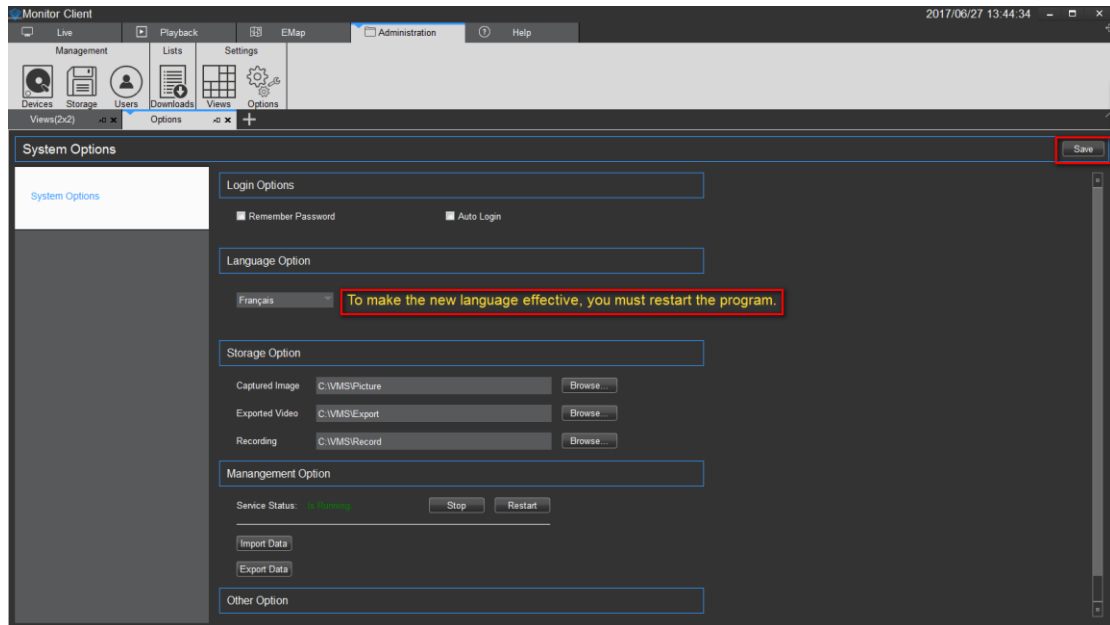 Monitor Client 2017/06/27 13:44:34
Live Playback EMap Administration Help
Management Lists Settings
Devices Storage Users Downloads Views Options
Views(2x2) Options
System Options Save
System Options
Login Options
Remember Password Auto Login
Language Option
Français To make the new language effective, you must restart the program.
Storage Option
Captured Image C:\VMS\Picture Browse...
Exported Video C:\VMS\Export Browse...
Recording C:\VMS\Record Browse...
Manangement Option
Service Status: Is Running Stop Restart
Import Data
Export Data
Other Option